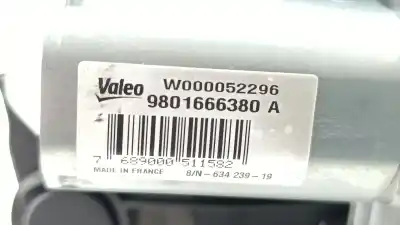 Valeo W000052296
9801666380 A
7 689000 511582
MADE IN FRANCE S/N-634 239-19